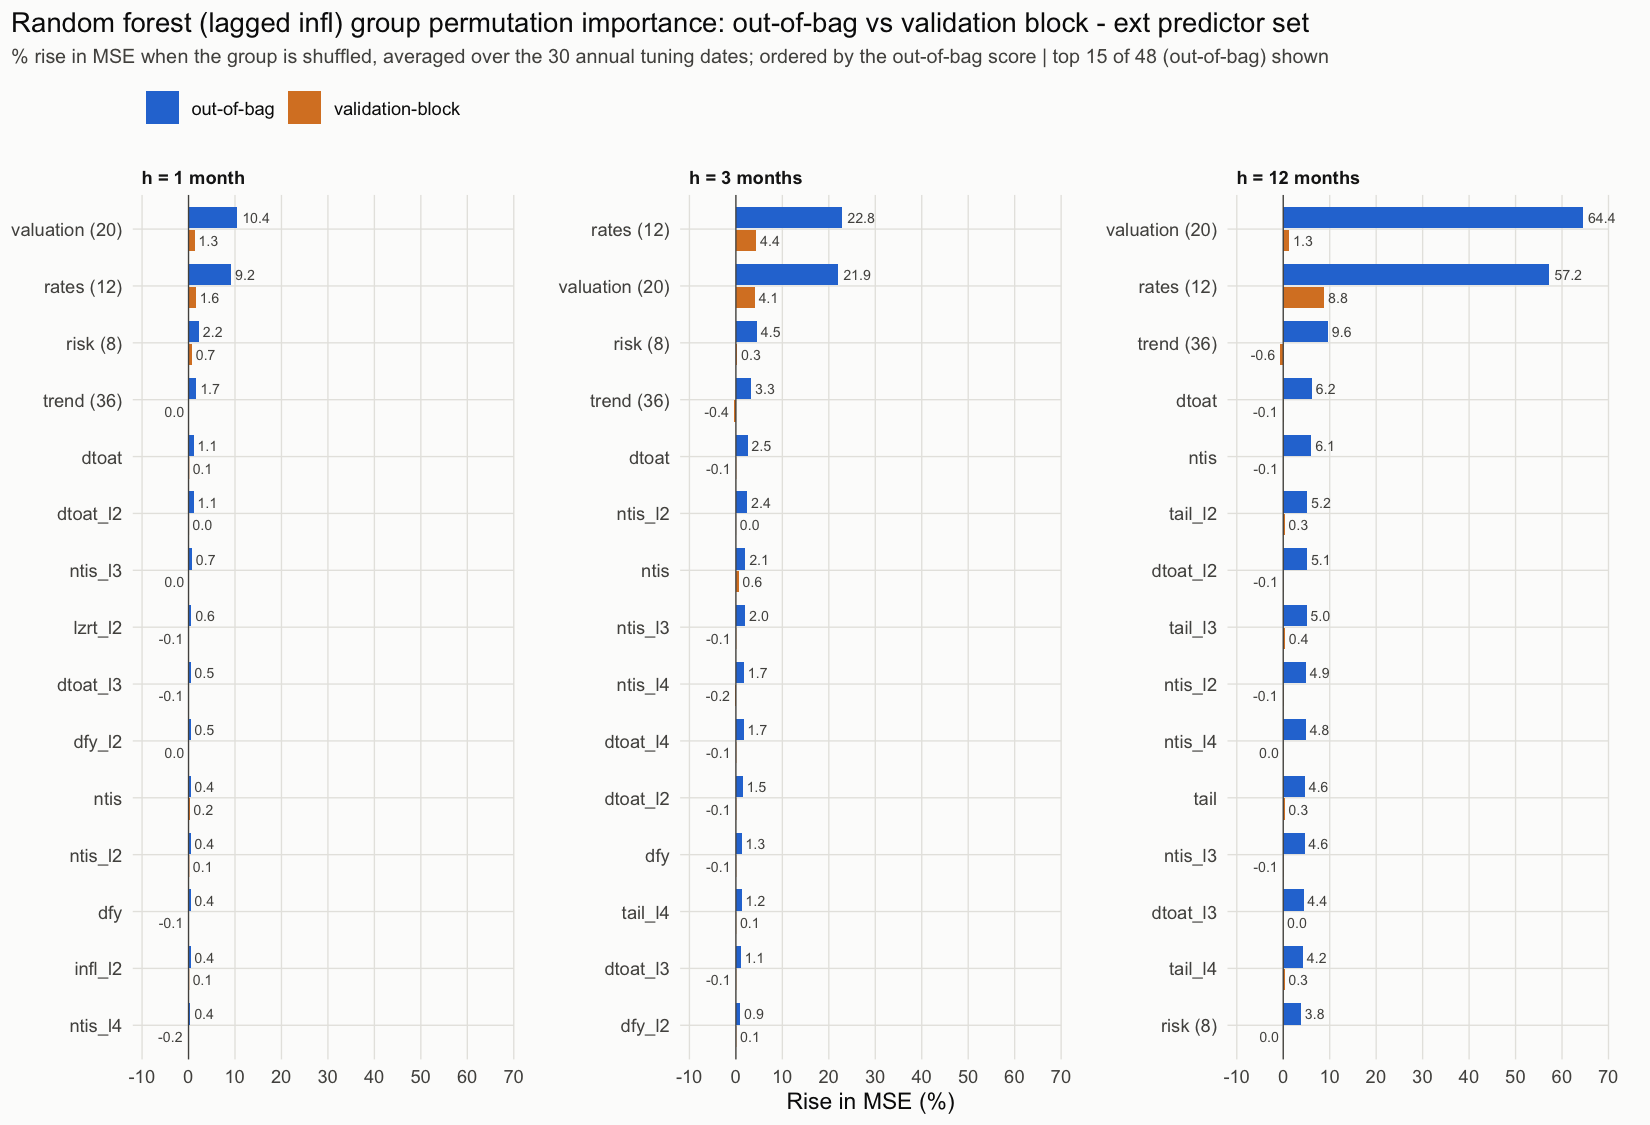 Random forest (lagged infl) group permutation importance: out-of-bag vs validation block - ext predictor set
% rise in MSE when the group is shuffled, averaged over the 30 annual tuning dates; ordered by the out-of-bag score | top 15 of 48 (out-of-bag) shown
out-of-bag validation-block
h = 1 month
valuation (20) 10.4
1.3
rates (12) 9.2
1.6
risk (8) 2.2
0.7
trend (36) 1.7
0.0
dtoat 1.1
0.1
dtoat_l2 1.1
0.0
ntis_l3 0.7
0.0
lzrt_l2 0.6
-0.1
dtoat_l3 0.5
-0.1
dfy_l2 0.5
0.0
ntis 0.4
0.2
ntis_l2 0.4
0.1
dfy 0.4
-0.1
infl_l2 0.4
0.1
ntis_l4 0.4
-0.2
-10 0 10 20 30 40 50 60 70
h = 3 months
rates (12) 22.8
4.4
valuation (20) 21.9
4.1
risk (8) 4.5
0.3
trend (36) 3.3
-0.4
dtoat 2.5
-0.1
ntis_l2 2.4
0.0
ntis 2.1
0.6
ntis_l3 2.0
-0.1
ntis_l4 1.7
-0.2
dtoat_l4 1.7
-0.1
dtoat_l2 1.5
-0.1
dfy 1.3
-0.1
tail_l4 1.2
0.1
dtoat_l3 1.1
-0.1
dfy_l2 0.9
0.1
-10 0 10 20 30 40 50 60 70
h = 12 months
valuation (20) 64.4
1.3
rates (12) 57.2
8.8
trend (36) 9.6
-0.6
dtoat 6.2
-0.1
ntis 6.1
-0.1
tail_l2 5.2
0.3
dtoat_l2 5.1
-0.1
tail_l3 5.0
0.4
ntis_l2 4.9
-0.1
ntis_l4 4.8
0.0
tail 4.6
0.3
ntis_l3 4.6
-0.1
dtoat_l3 4.4
0.0
tail_l4 4.2
0.3
risk (8) 3.8
0.0
-10 0 10 20 30 40 50 60 70
Rise in MSE (%)